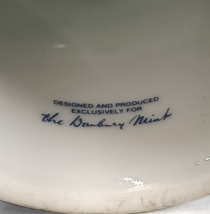 DESIGNED AND PRODUCED
EXCLUSIVELY FOR
The Danbury Mint